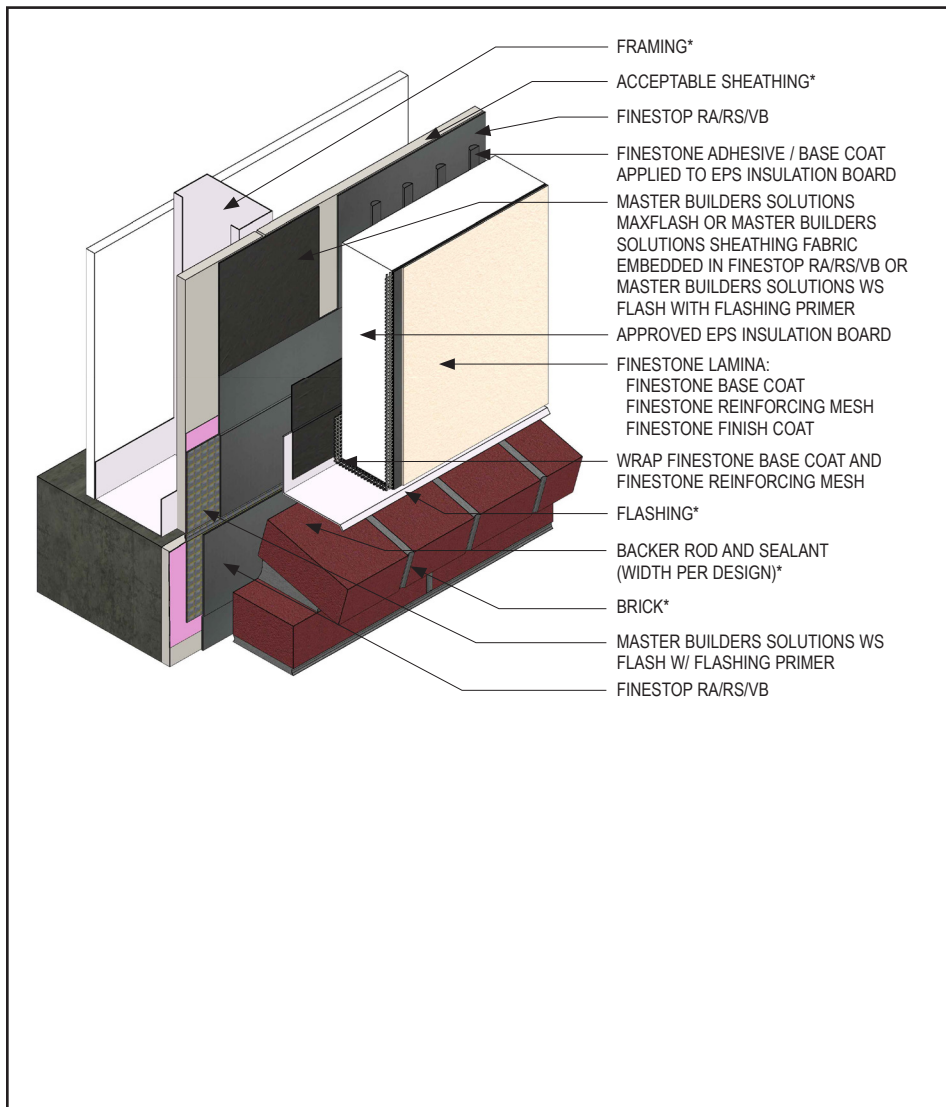 FRAMING*
ACCEPTABLE SHEATHING*
FINESTOP RA/RS/VB
FINESTONE ADHESIVE / BASE COAT
APPLIED TO EPS INSULATION BOARD
MASTER BUILDERS SOLUTIONS
MAXFLASH OR MASTER BUILDERS
SOLUTIONS SHEATHING FABRIC
EMBEDDED IN FINESTOP RA/RS/VB OR
MASTER BUILDERS SOLUTIONS WS
FLASH WITH FLASHING PRIMER
APPROVED EPS INSULATION BOARD
FINESTONE LAMINA:
FINESTONE BASE COAT
FINESTONE REINFORCING MESH
FINESTONE FINISH COAT
WRAP FINESTONE BASE COAT AND
FINESTONE REINFORCING MESH
FLASHING*
BACKER ROD AND SEALANT
(WIDTH PER DESIGN)*
BRICK*
MASTER BUILDERS SOLUTIONS WS
FLASH W/ FLASHING PRIMER
FINESTOP RA/RS/VB